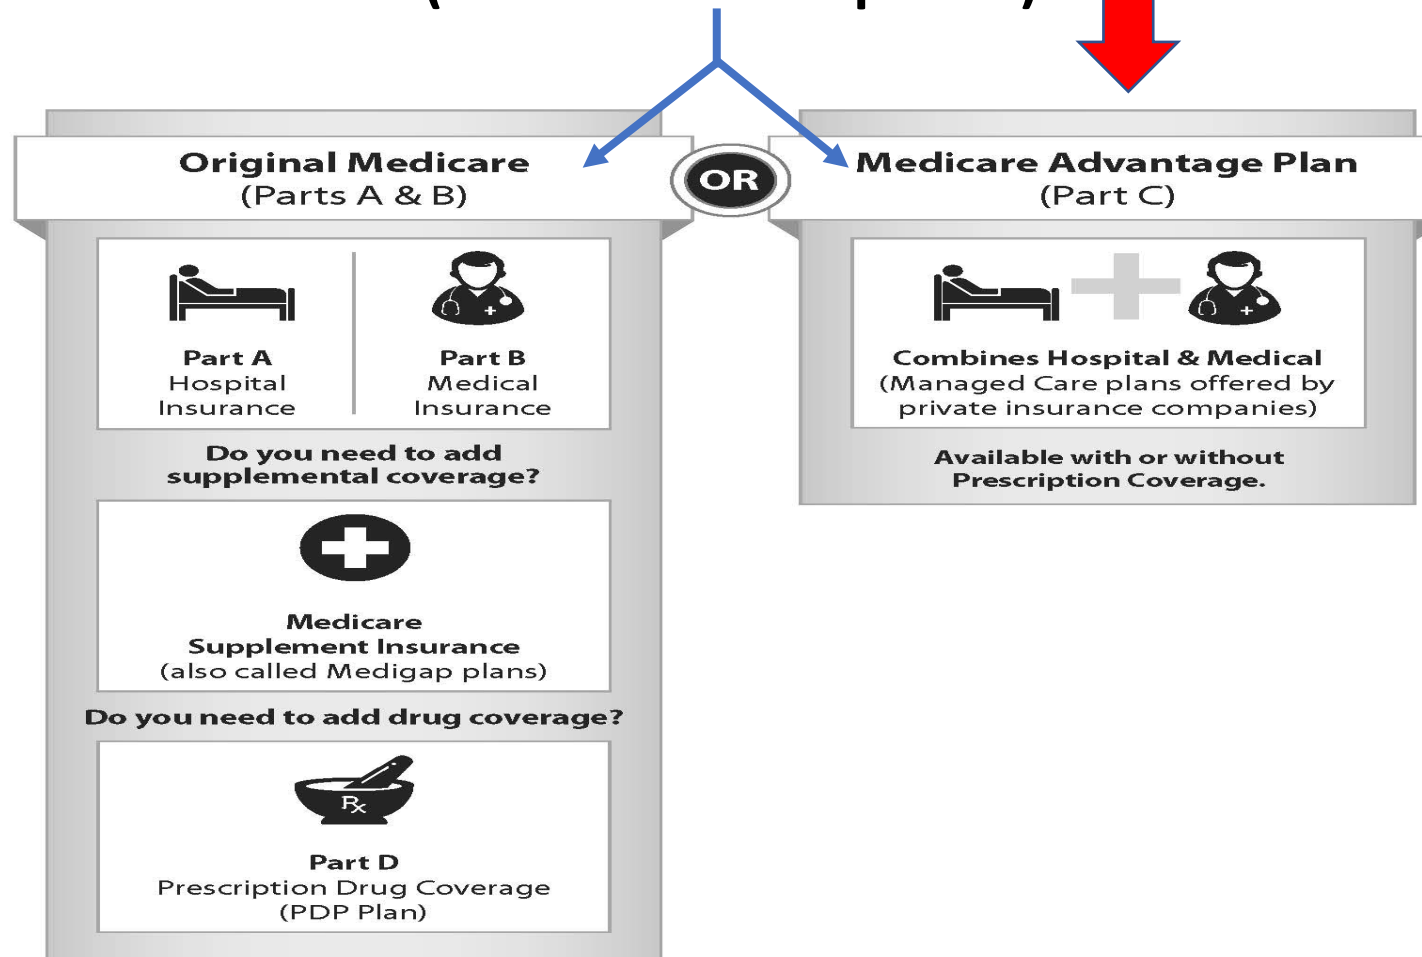 Original Medicare
(Parts A & B)
OR
Medicare Advantage Plan
(Part C)
Part A
Hospital
Insurance
Part B
Medical
Insurance
Do you need to add
supplemental coverage?
Medicare
Supplement Insurance
(also called Medigap plans)
Do you need to add drug coverage?
Rx
Part D
Prescription Drug Coverage
(PDP Plan)
Combines Hospital & Medical
(Managed Care plans offered by
private insurance companies)
Available with or without
Prescription Coverage.